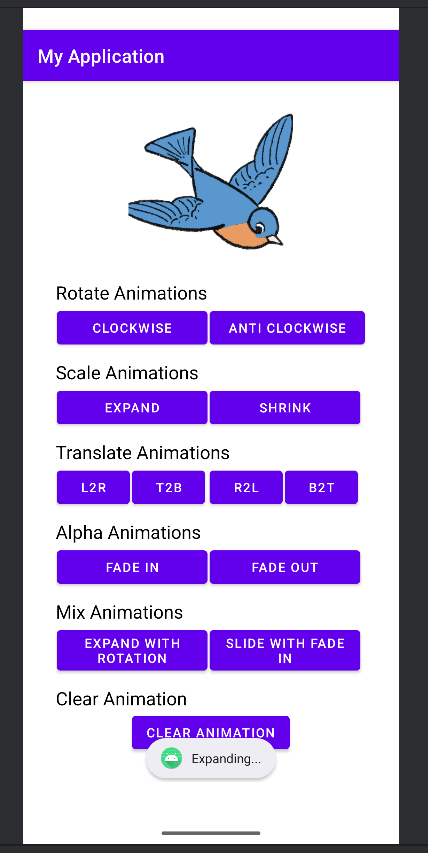 My Application
Rotate Animations
CLOCKWISE
ANTI CLOCKWISE
Scale Animations
EXPAND
SHRINK
Translate Animations
L2R
T2B
R2L
B2T
Alpha Animations
FADE IN
FADE OUT
Mix Animations
EXPAND WITH
ROTATION
SLIDE WITH FADE
IN
Clear Animation
CLEAR ANIMATION
Expanding...